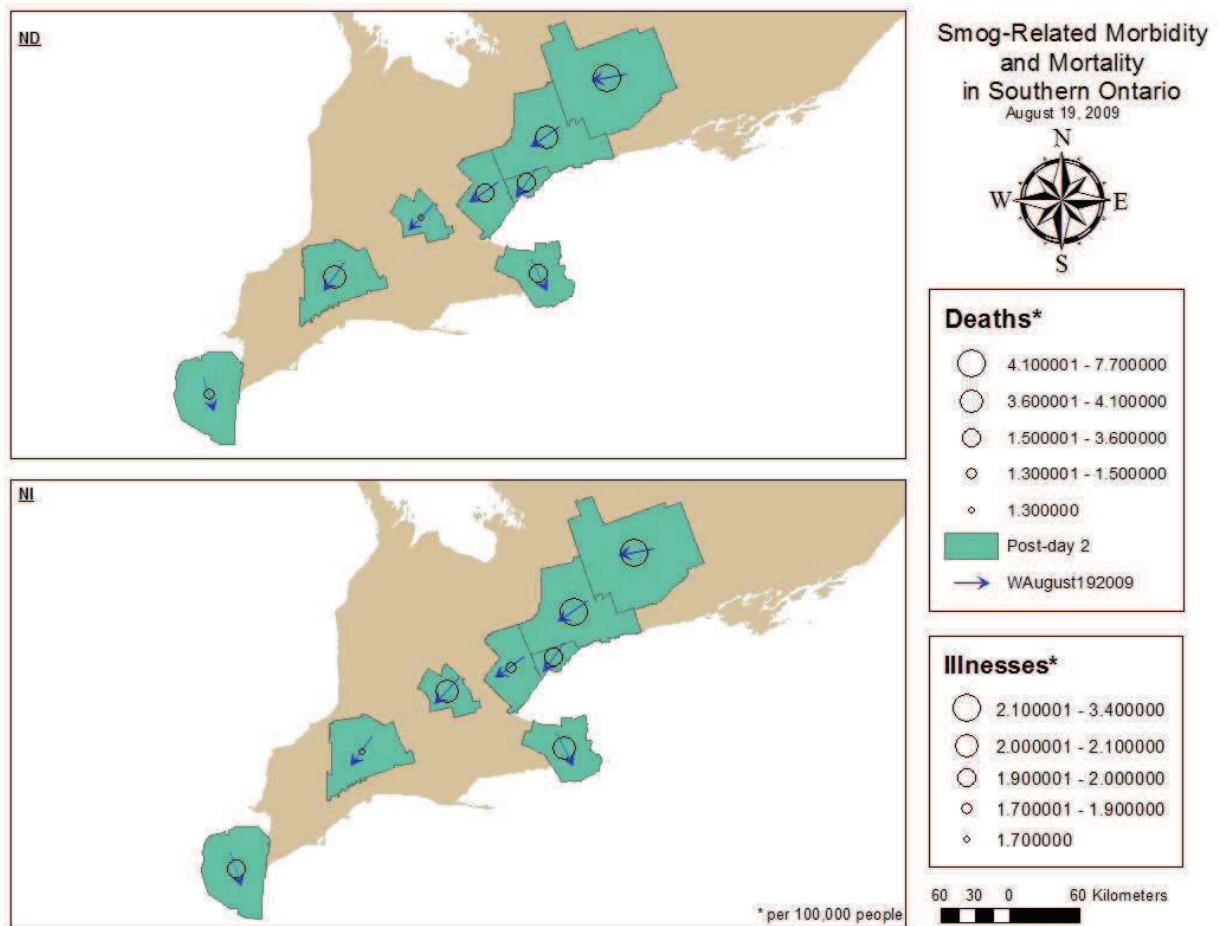 ND
NI
* per 100,000 people
Smog-Related Morbidity
and Mortality
in Southern Ontario
August 19, 2009
N
W E
S
Deaths*
4.100001 - 7.700000
3.600001 - 4.100000
1.500001 - 3.600000
1.300001 - 1.500000
1.300000
Post-day 2
WAugust192009
Illnesses*
2.100001 - 3.400000
2.000001 - 2.100000
1.900001 - 2.000000
1.700001 - 1.900000
1.700000
60 30 0 60 Kilometers